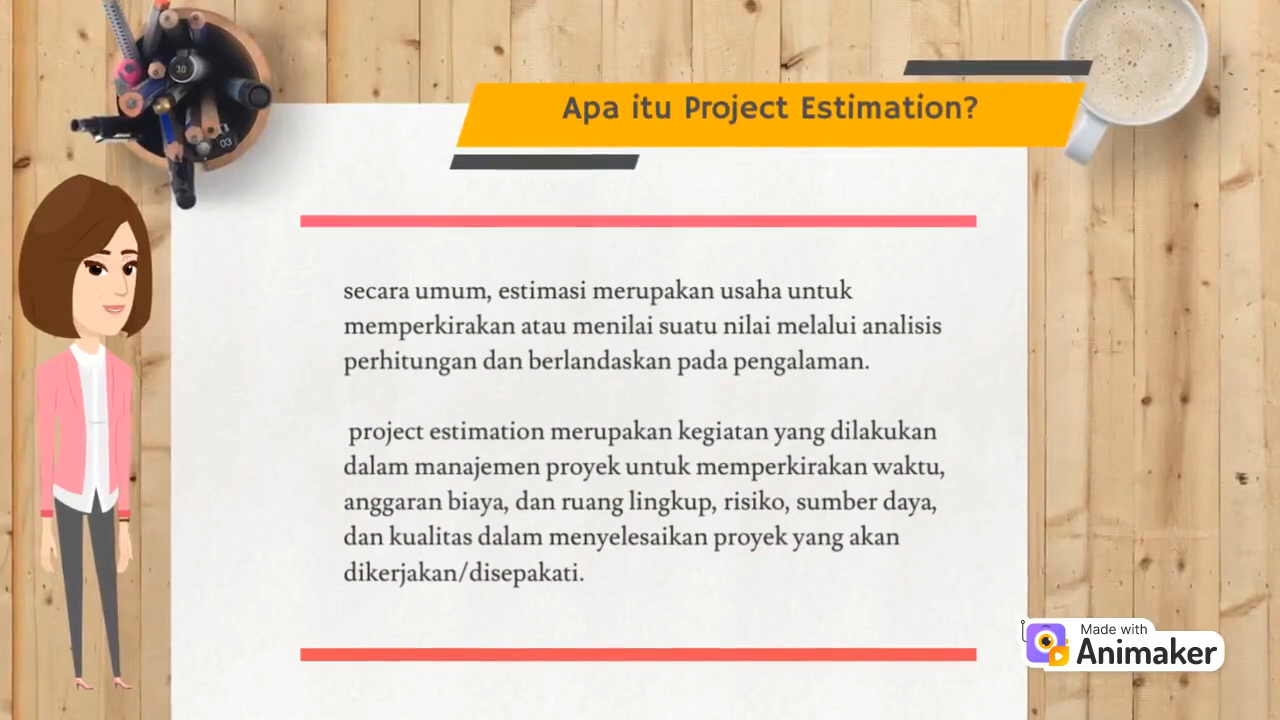 Apa itu Project Estimation?
secara umum, estimasi merupakan usaha untuk
memperkirakan atau menilai suatu nilai melalui analisis
perhitungan dan berlandaskan pada pengalaman.
project estimation merupakan kegiatan yang dilakukan
dalam manajemen proyek untuk memperkirakan waktu,
anggaran biaya, dan ruang lingkup, risiko, sumber daya,
dan kualitas dalam menyelesaikan proyek yang akan
dikerjakan/disepakati.
Made with
Animaker